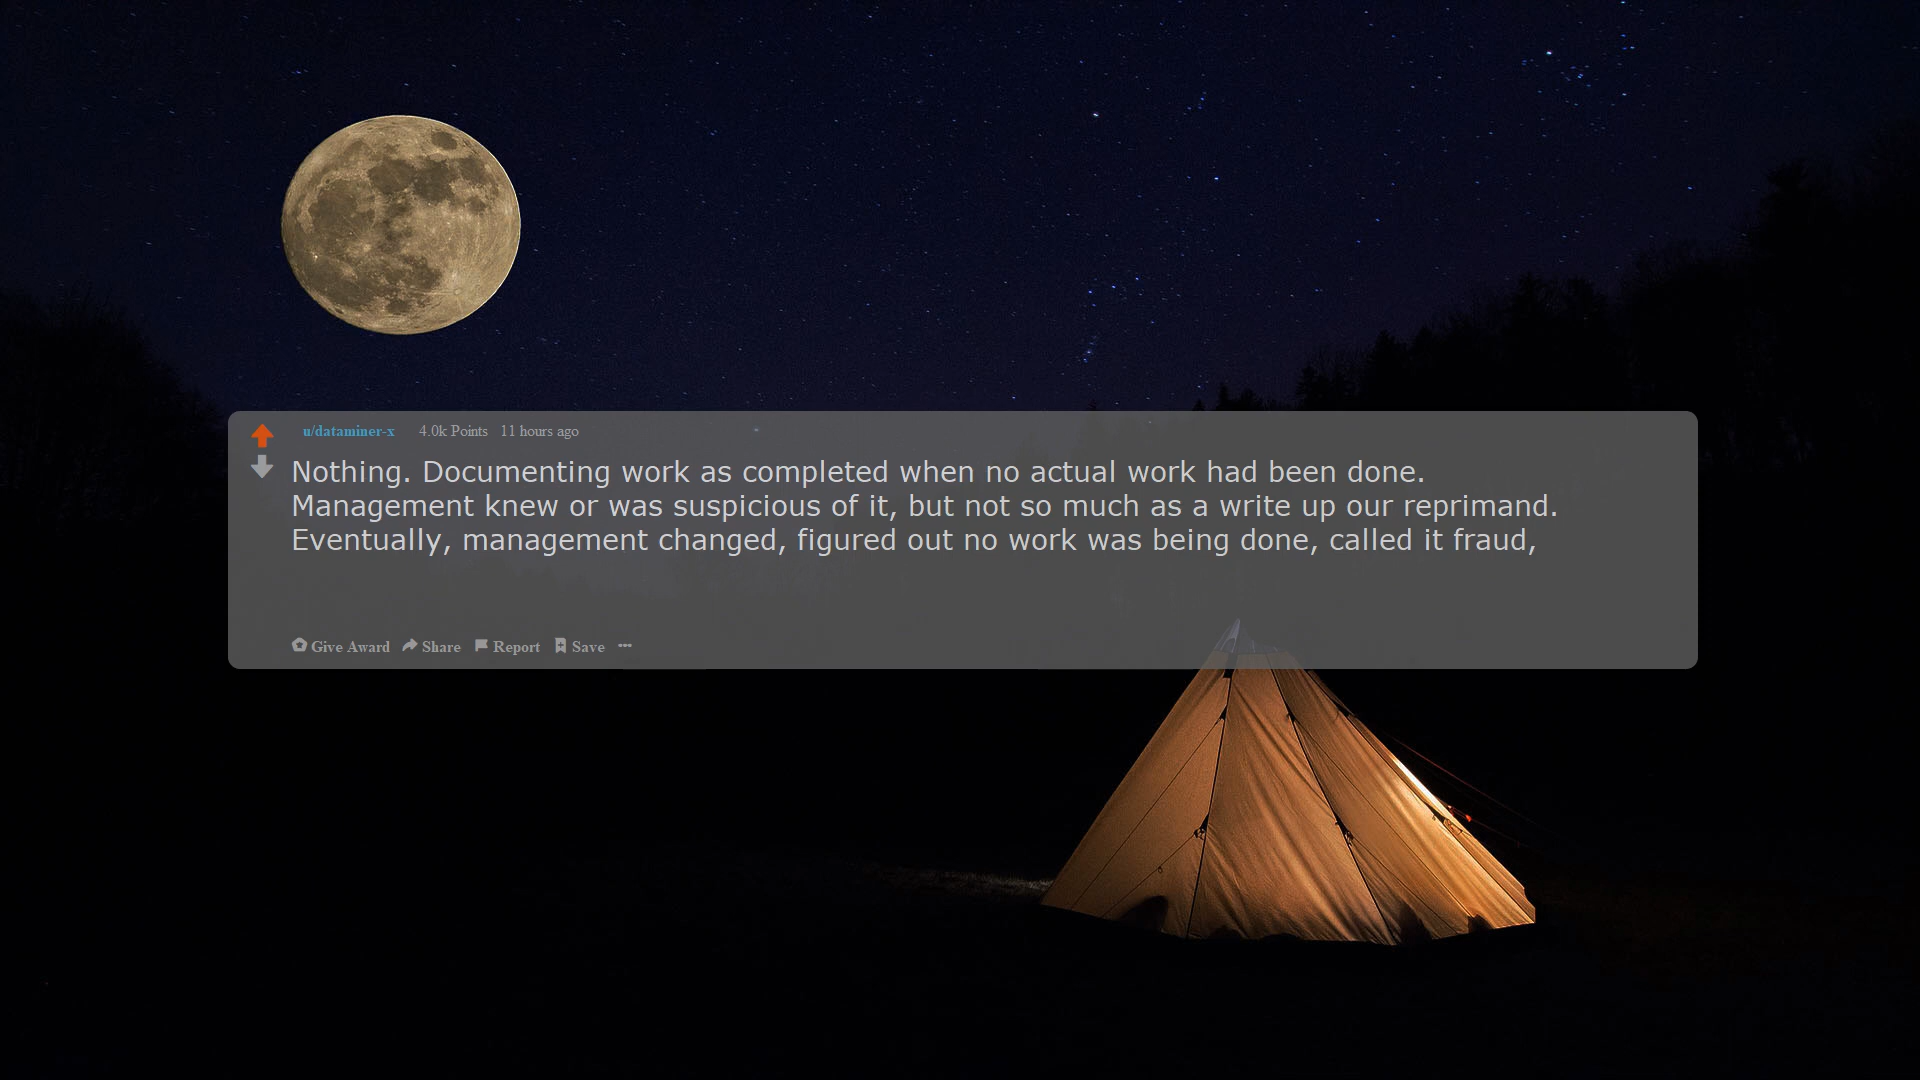 u/dataminer-x 4.0k Points 11 hours ago
Nothing. Documenting work as completed when no actual work had been done.
Management knew or was suspicious of it, but not so much as a write up our reprimand.
Eventually, management changed, figured out no work was being done, called it fraud,
Give Award Share Report Save ···